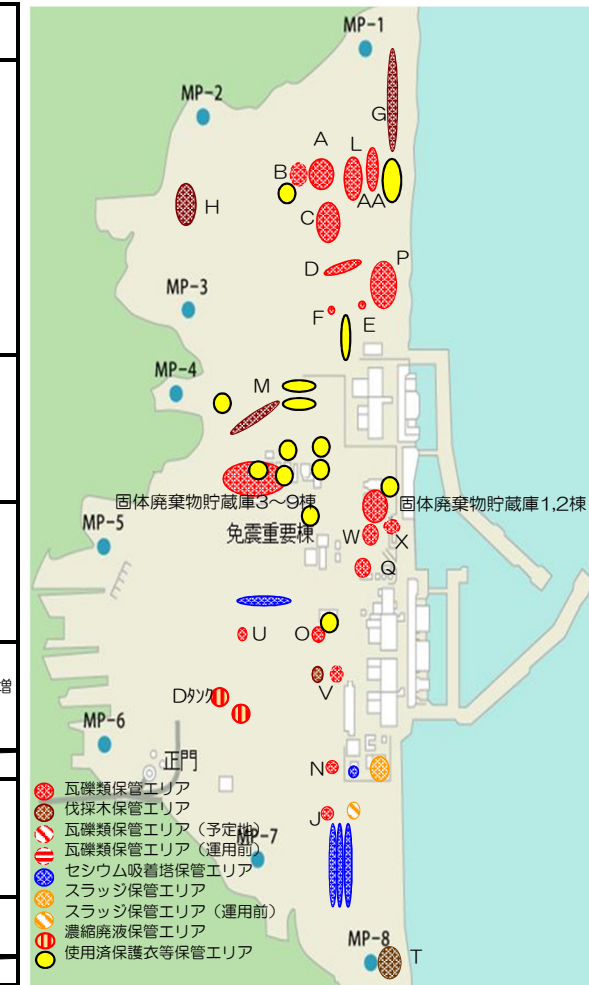 MP-1
MP-2
G
A
L
B
AA
H
C
D
P
MP-3
F
E
MP-4
M
固体廃棄物貯蔵庫3～9棟
固体廃棄物貯蔵庫1,2棟
MP-5
免震重要棟
W
X
Q
U
O
増
V
Dタンク
MP-6
正門
N
瓦礫類保管エリア
伐採木保管エリア
J
瓦礫類保管エリア（予定地）
瓦礫類保管エリア（運用前）
MP-7
セシウム吸着塔保管エリア
スラッジ保管エリア
スラッジ保管エリア（運用前）
濃縮廃液保管エリア
使用済保護衣等保管エリア
MP-8
T